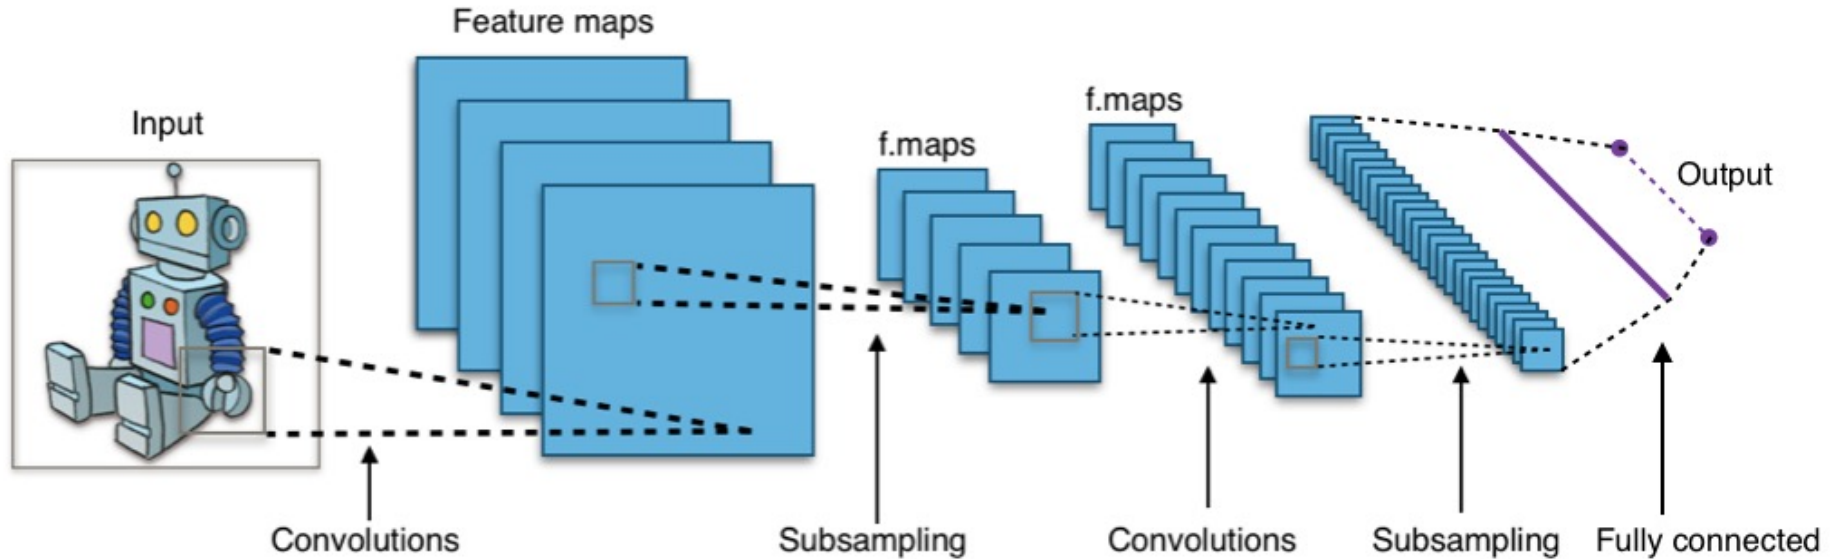 Feature maps
f.maps
Input
f.maps
Output
Convolutions
Subsampling
Convolutions
Subsampling
Fully connected